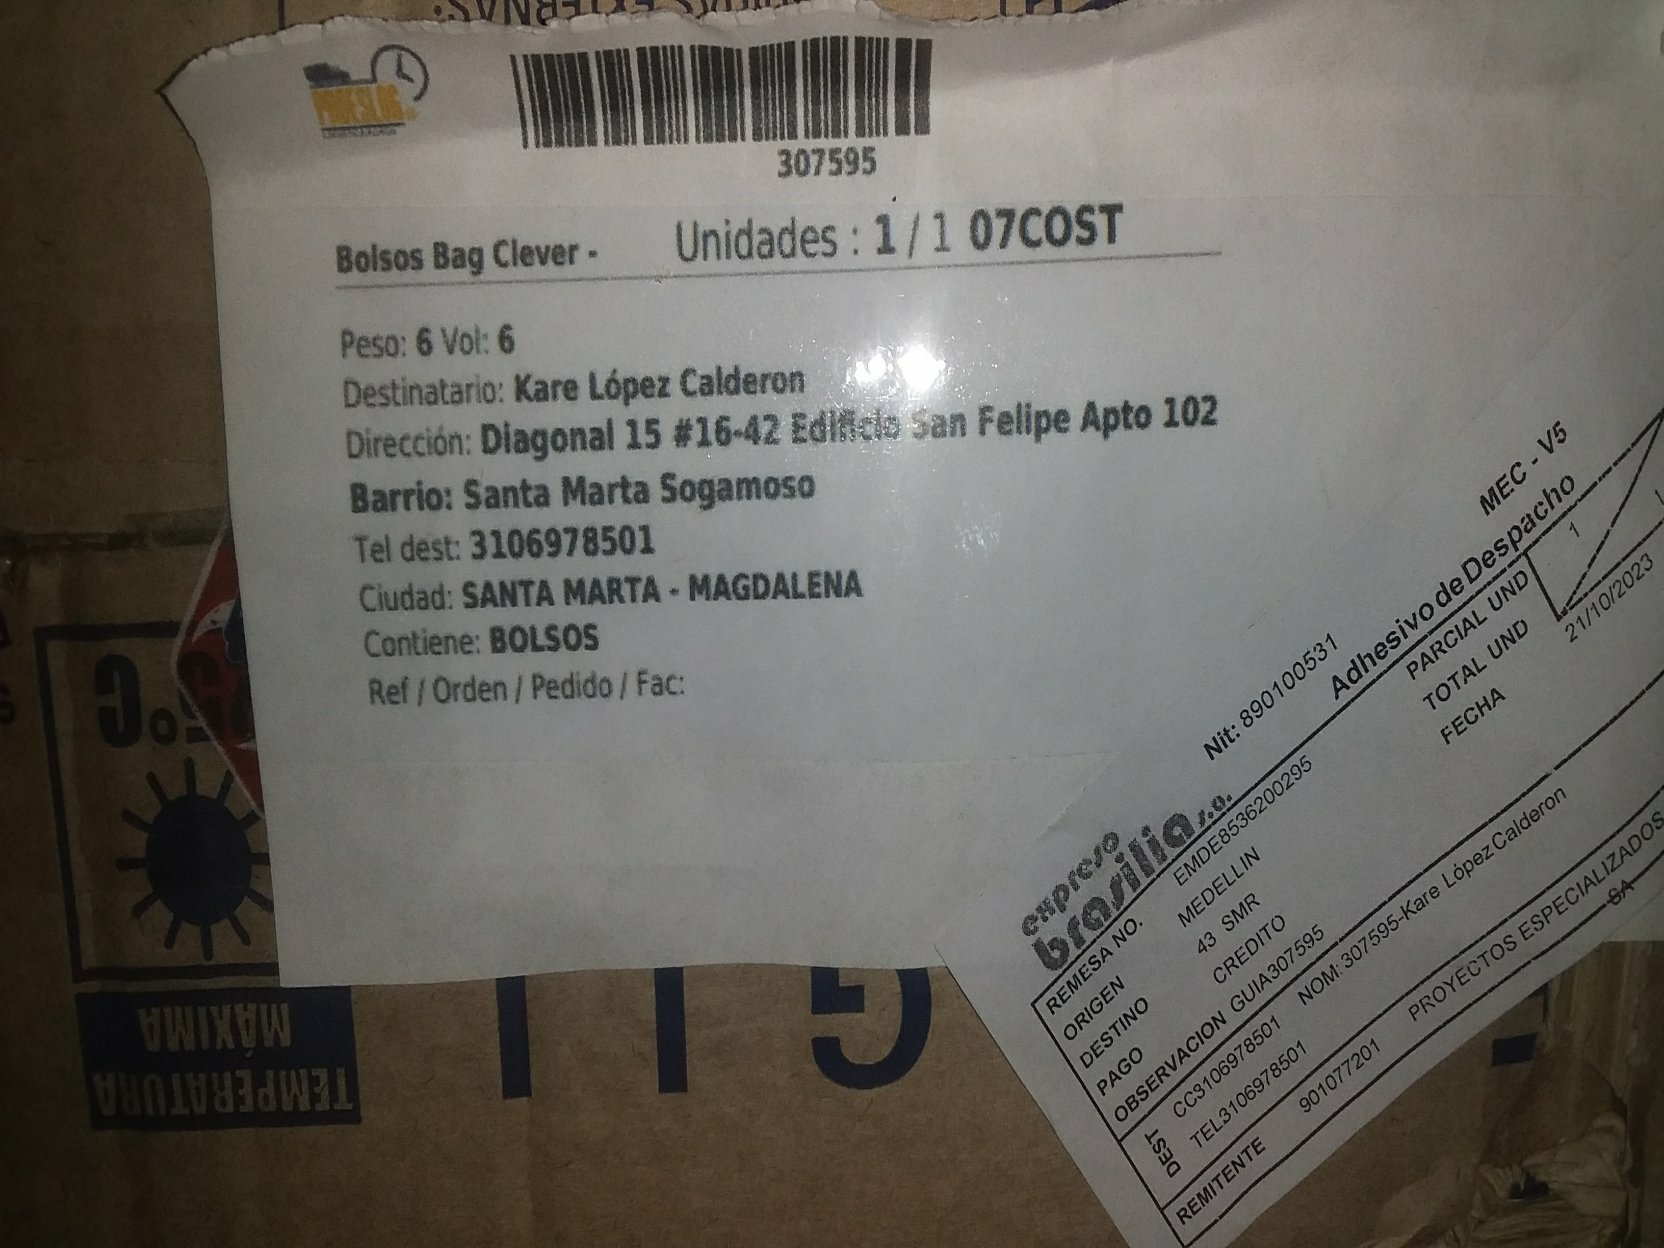 307595
Bolsos Bag Clever -
Unidades : 1 / 1 07COST
Peso: 6 Vol: 6
Destinatario: Kare López Calderon
Dirección: Diagonal 15 #16-42 Edificio San Felipe Apto 102
Barrio: Santa Marta Sogamoso
Tel dest: 3106978501
Ciudad: SANTA MARTA - MAGDALENA
Contiene: BOLSOS
Ref / Orden / Pedido / Fac:
MEC - V5
expreso
brasilia s.a.
Nit: 890100531
Adhesivo de Despacho
REMESA NO. EMDE8536200295
PARCIAL UND 1
ORIGEN MEDELLIN
TOTAL UND 1
DESTINO 43 SMR
FECHA 21/10/2023
PAGO CREDITO
OBSERVACION GUIA307595
DEST CC3106978501 NOM:307595-Kare López Calderon
TEL3106978501
REMITENTE 901077201 PROYECTOS ESPECIALIZADOS
SA
TEMPERATURA
MÁXIMA